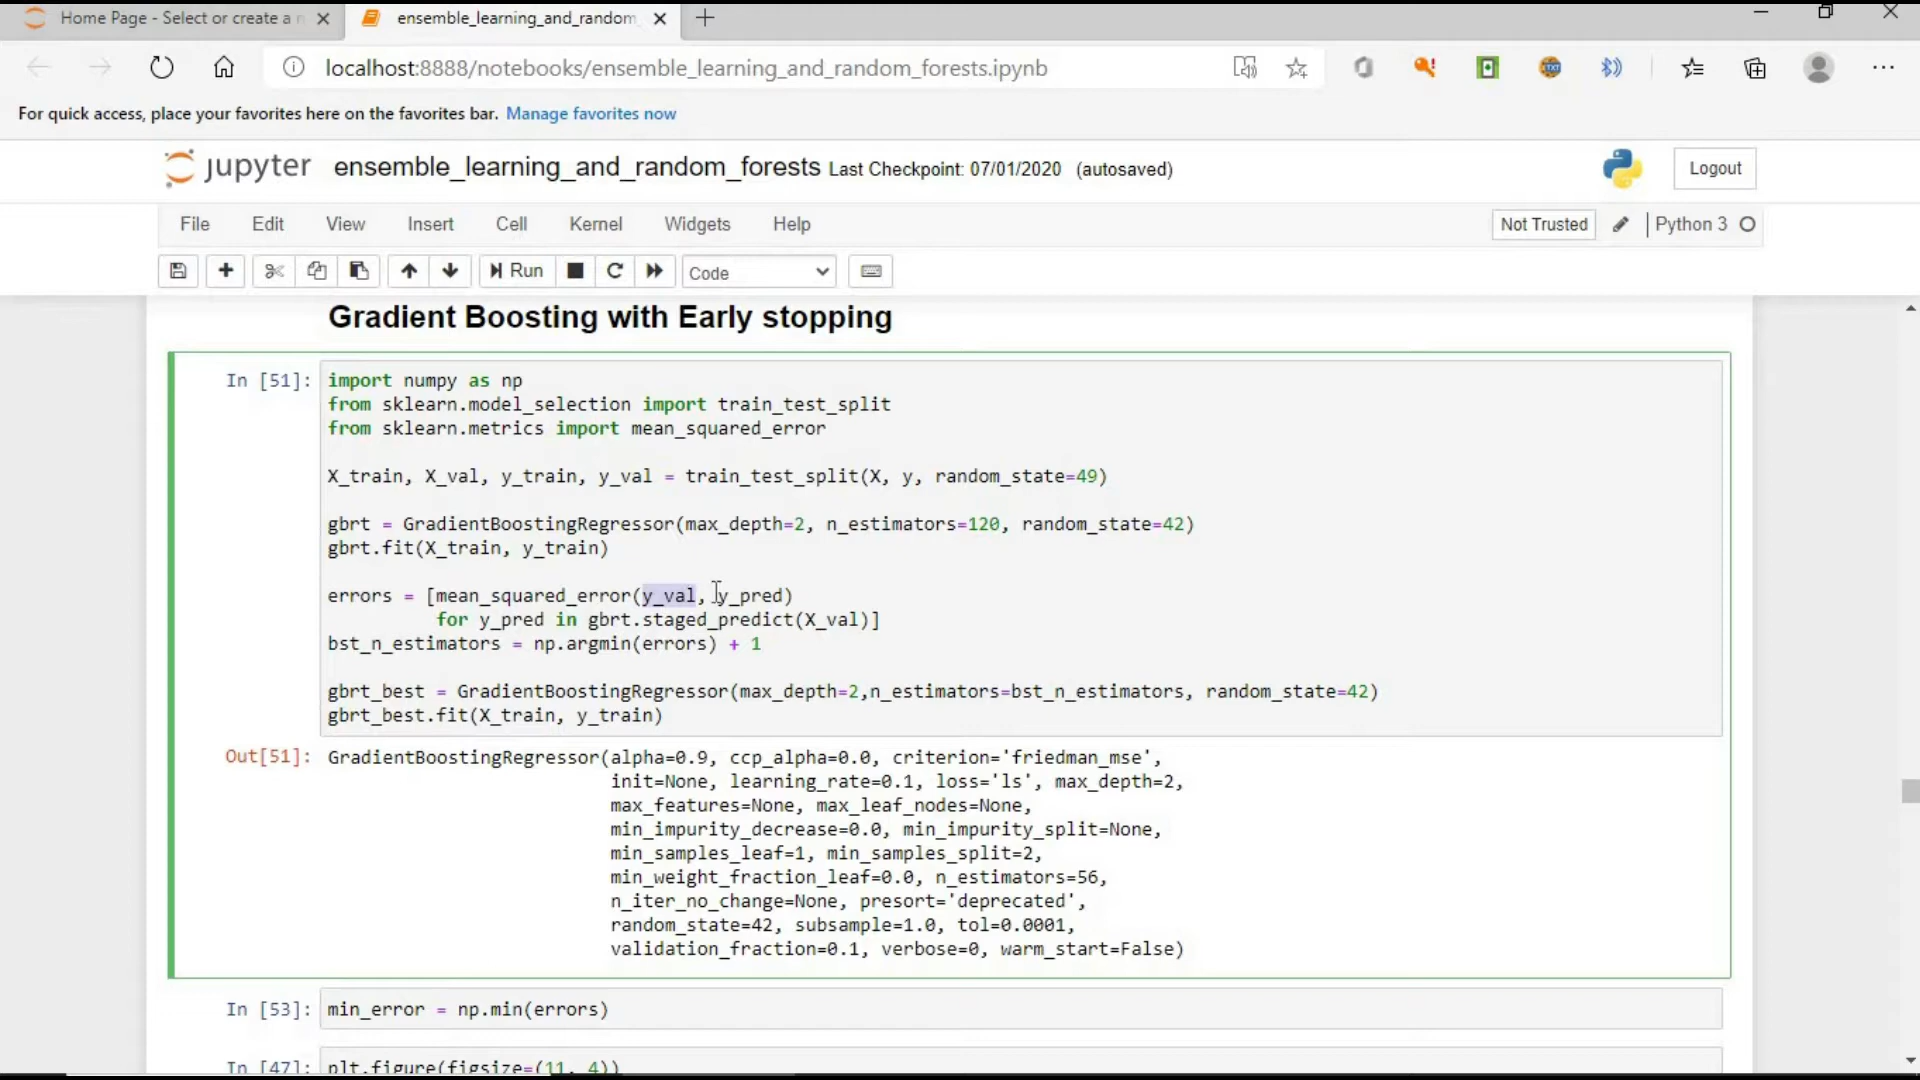 Home Page - Select or create a n
ensemble_learning_and_random
localhost:8888/notebooks/ensemble_learning_and_random_forests.ipynb
For quick access, place your favorites here on the favorites bar. Manage favorites now
jupyter ensemble_learning_and_random_forests Last Checkpoint: 07/01/2020 (autosaved)
Logout
File Edit View Insert Cell Kernel Widgets Help
Not Trusted
Python 3
Run
Code
Gradient Boosting with Early stopping
In [51]:
import numpy as np
from sklearn.model_selection import train_test_split
from sklearn.metrics import mean_squared_error
X_train, X_val, y_train, y_val = train_test_split(X, y, random_state=49)
gbrt = GradientBoostingRegressor(max_depth=2, n_estimators=120, random_state=42)
gbrt.fit(X_train, y_train)
errors = [mean_squared_error(y_val, y_pred)
for y_pred in gbrt.staged_predict(X_val)]
bst_n_estimators = np.argmin(errors) + 1
gbrt_best = GradientBoostingRegressor(max_depth=2,n_estimators=bst_n_estimators, random_state=42)
gbrt_best.fit(X_train, y_train)
Out[51]: GradientBoostingRegressor(alpha=0.9, ccp_alpha=0.0, criterion='friedman_mse',
init=None, learning_rate=0.1, loss='ls', max_depth=2,
max_features=None, max_leaf_nodes=None,
min_impurity_decrease=0.0, min_impurity_split=None,
min_samples_leaf=1, min_samples_split=2,
min_weight_fraction_leaf=0.0, n_estimators=56,
n_iter_no_change=None, presort='deprecated',
random_state=42, subsample=1.0, tol=0.0001,
validation_fraction=0.1, verbose=0, warm_start=False)
In [53]: min_error = np.min(errors)
In [47]: plt.figure(figsize=(11, 4))